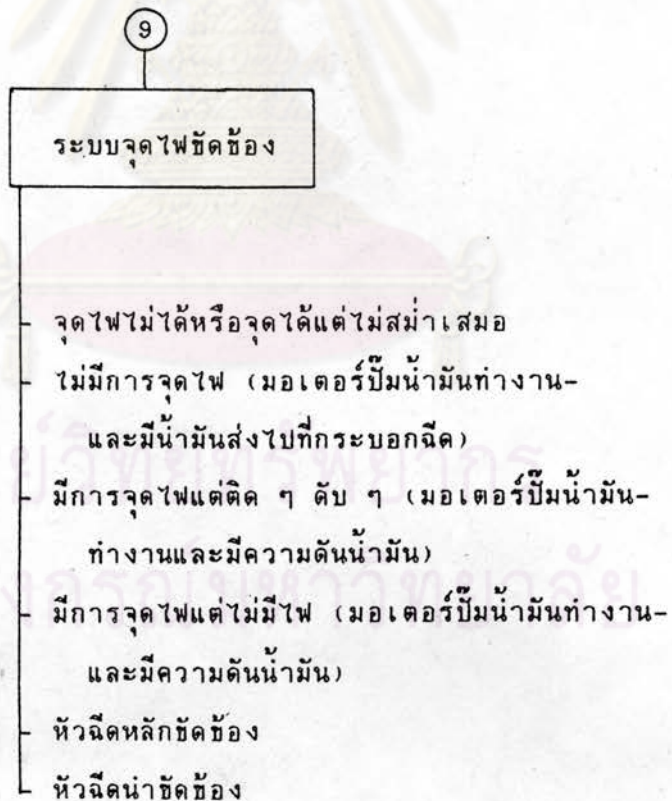 9
ระบบจุดไฟขัดข้อง
จุดไฟไม่ได้หรือจุดได้แต่ไม่สม่ำเสมอ
ไม่มีการจุดไฟ (มอเตอร์ปั๊มน้ำมันทำงาน-
และมีน้ำมันส่งไปที่กระบอกฉีด)
มีการจุดไฟแต่ติด ๆ ดับ ๆ (มอเตอร์ปั๊มน้ำมัน-
ทำงานและมีความดันน้ำมัน)
มีการจุดไฟแต่ไม่มีไฟ (มอเตอร์ปั๊มน้ำมันทำงาน-
และมีความดันน้ำมัน)
หัวฉีดหลักขัดข้อง
หัวฉีดนำขัดข้อง